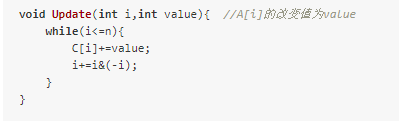 void Update(int i,int value){  //A[i]的改变值为value
    while(i<=n){
        C[i]+=value;
        i+=i&(-i);
    }
}